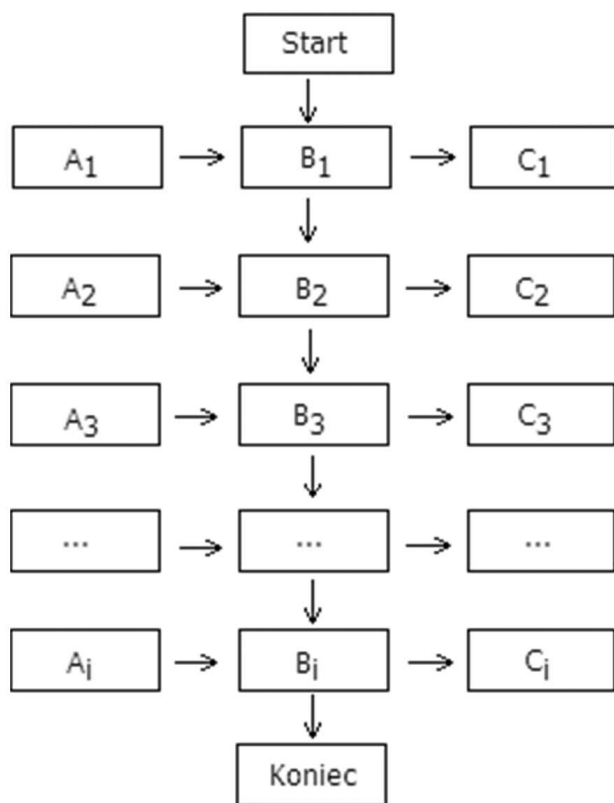 Start
A₁ B₁ C₁
A₂ B₂ C₂
A₃ B₃ C₃
... ... ...
Aᵢ Bᵢ Cᵢ
Koniec